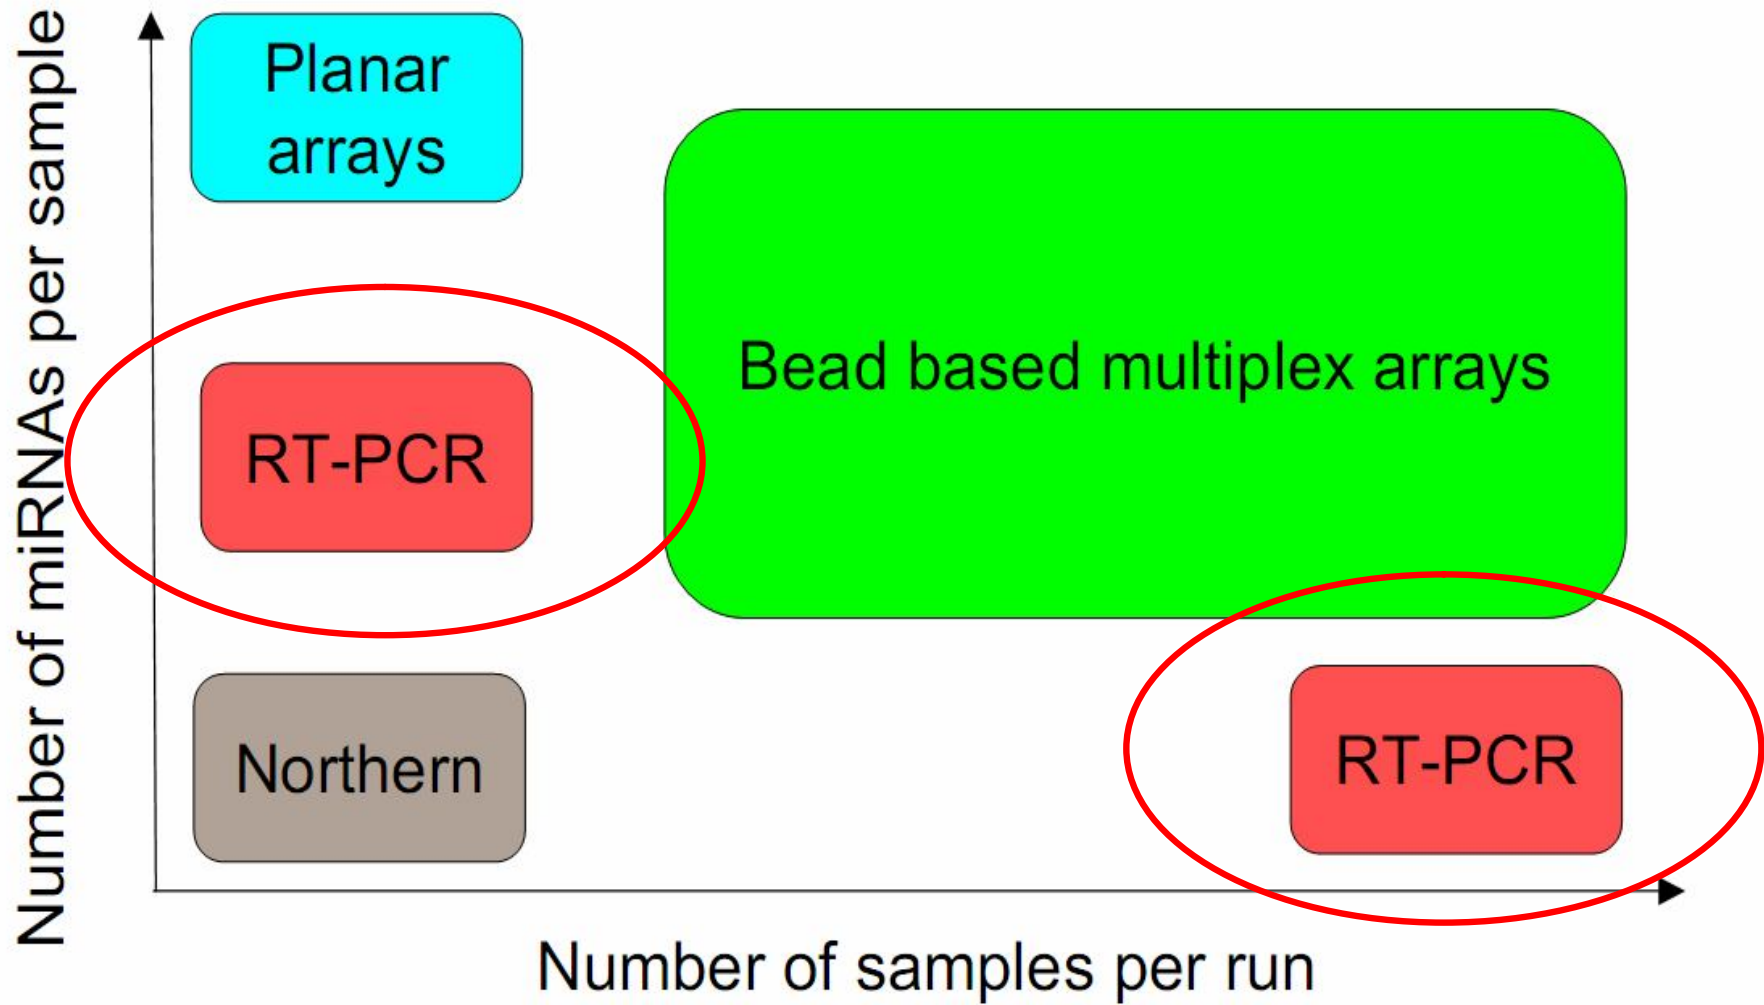 Number of miRNAs per sample
Planar
arrays
Bead based multiplex arrays
RT-PCR
Northern
RT-PCR
Number of samples per run